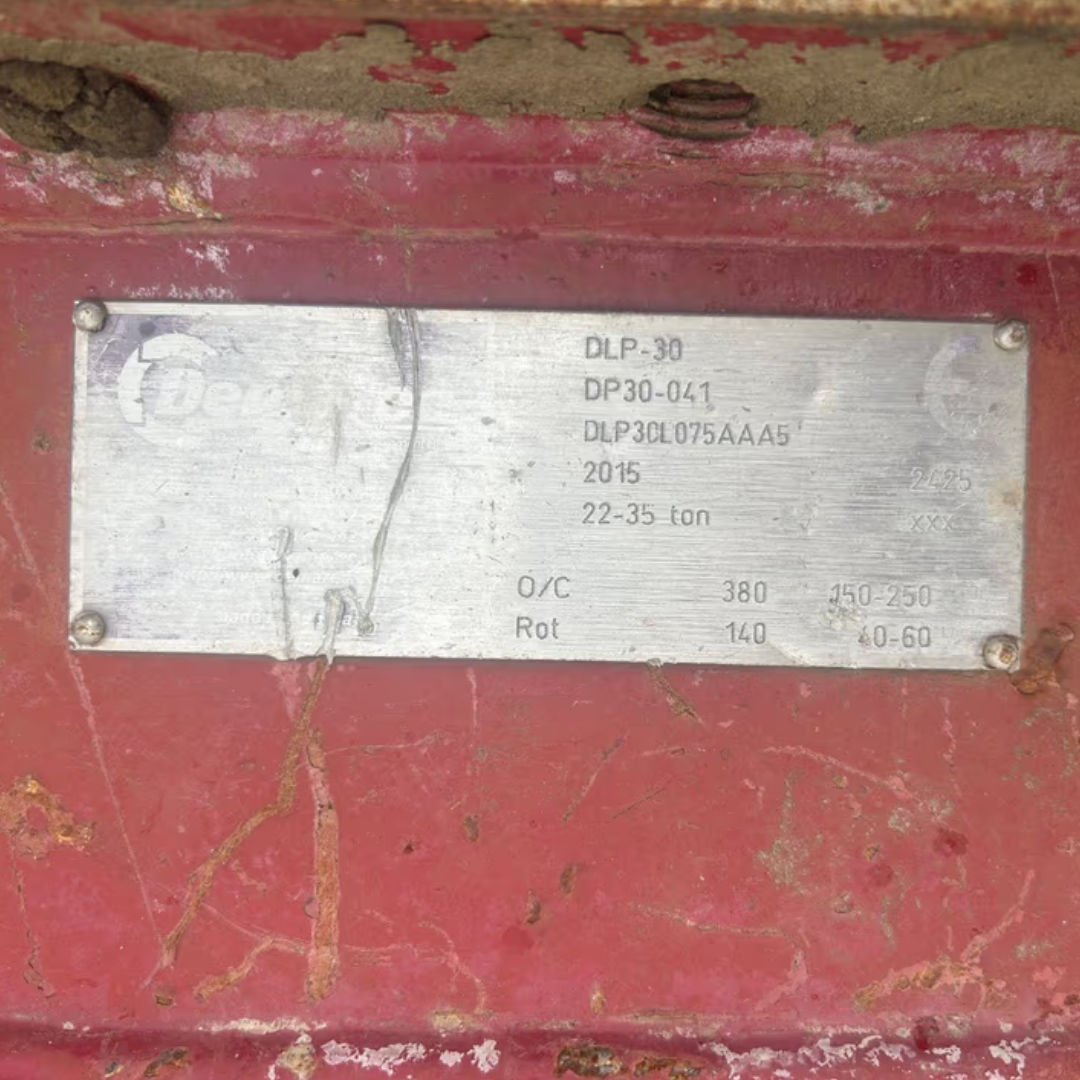 DLP-30
DP30-041
DLP30L075AAA5
2015 2425
22-35 ton xxx
O/C 380 150-250
Rot 140 40-60